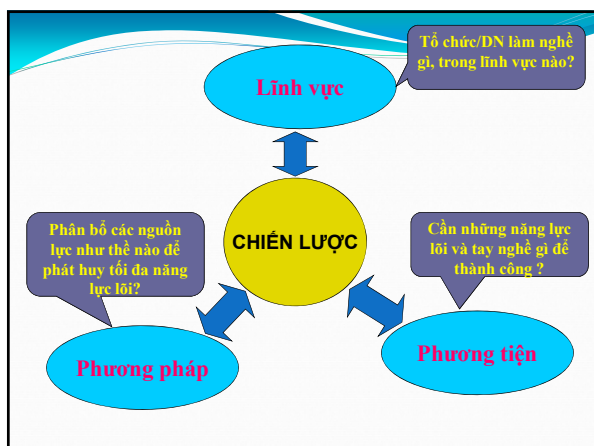 Tổ chức/DN làm nghề
gì, trong lĩnh vực nào?
Lĩnh vực
Phân bổ các nguồn
lực như thề nào để
phát huy tối đa năng
lực lõi?
CHIẾN LƯỢC
Cần những năng lực
lõi và tay nghề gì để
thành công ?
Phương pháp
Phương tiện